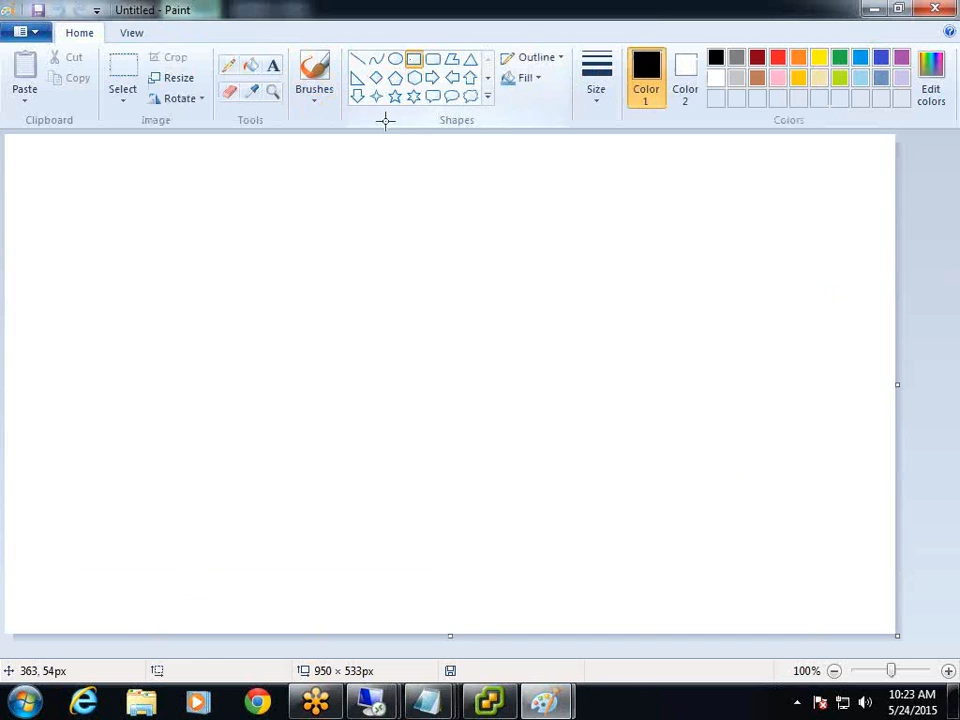 Untitled - Paint
Home View
Paste
Cut
Copy
Clipboard
Select
Crop
Resize
Rotate
Image
A
Tools
Brushes
Outline
Fill
Shapes
Size
Color 1
Color 2
Edit colors
Colors
363, 54px
950 × 533px
100%
10:23 AM
5/24/2015